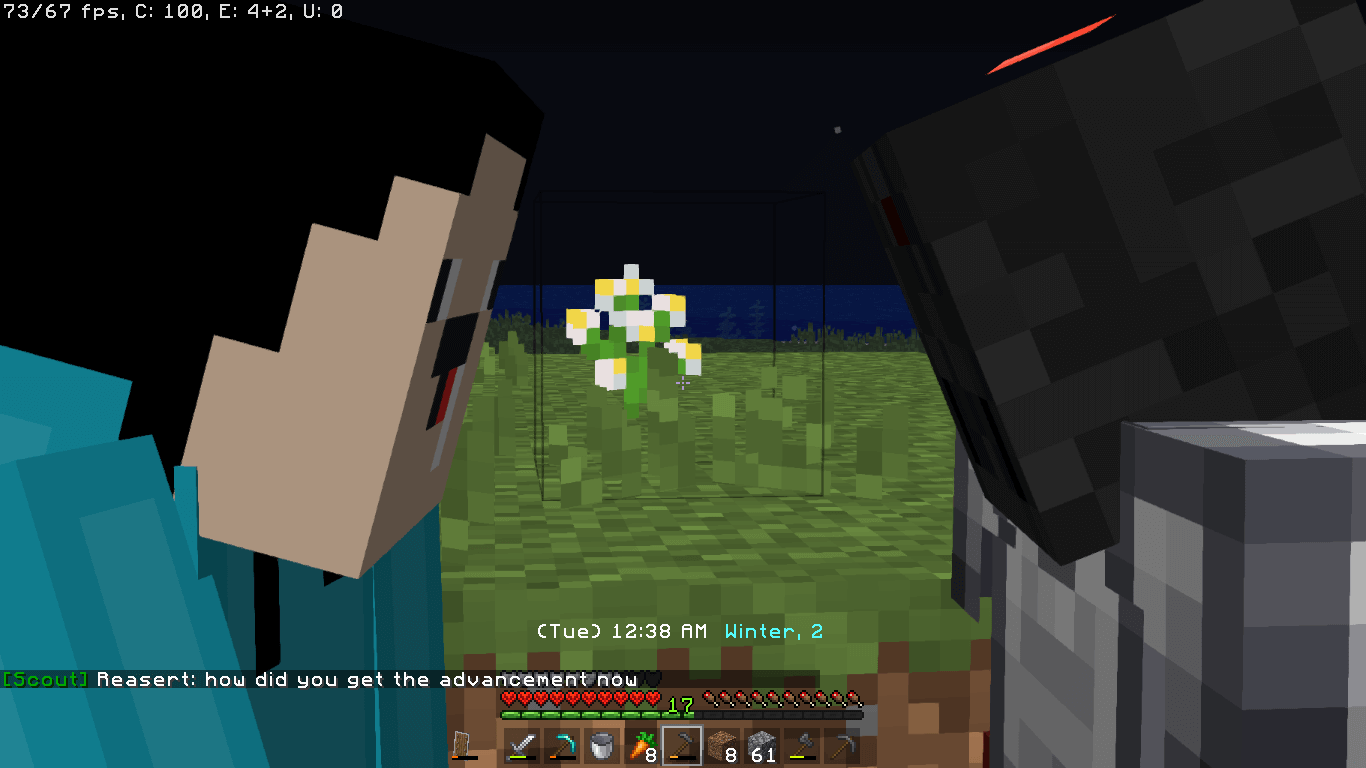 73/67 fps, C: 100, E: 4+2, U: 0
(Tue) 12:38 AM Winter, 2
[Scout] Reasert: how did you get the advancement now
17
8 8 61